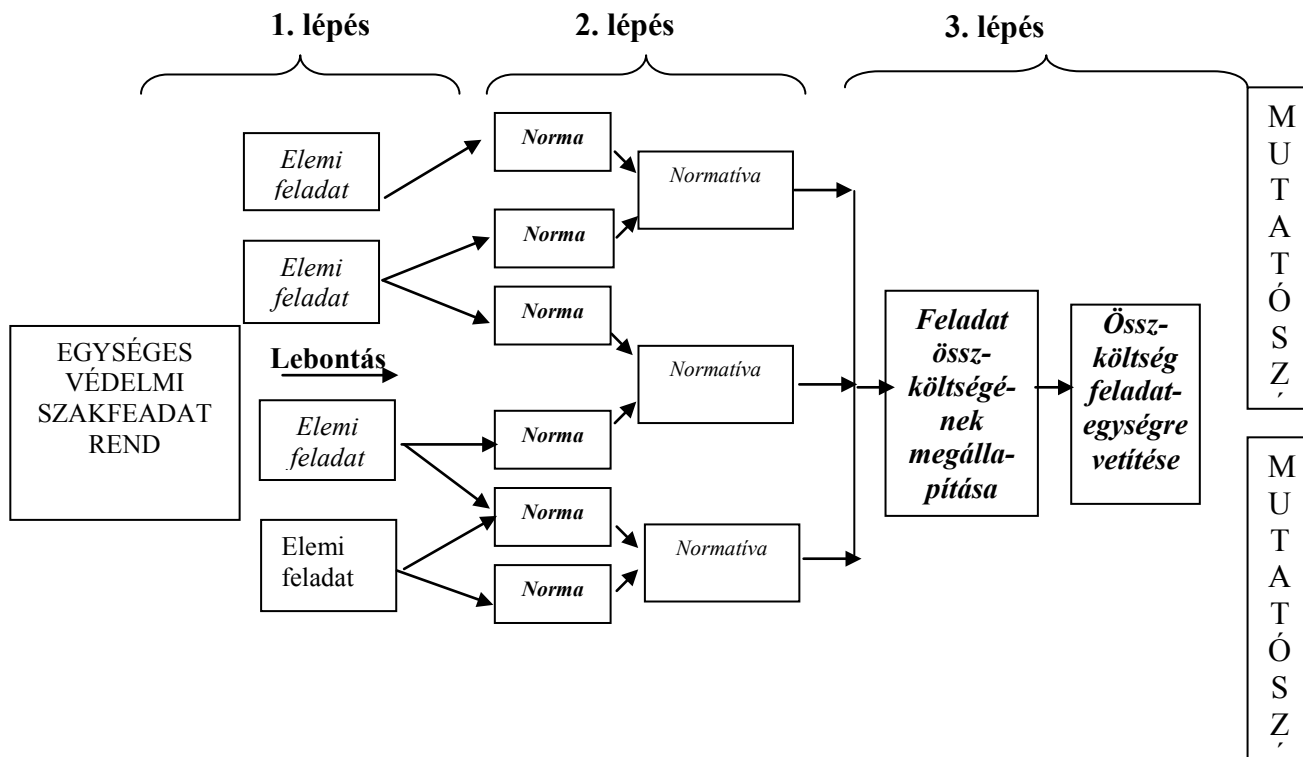 1. lépés
2. lépés
3. lépés
EGYSÉGES
VÉDELMI
SZAKFEADAT
REND
Elemi
feladat
Elemi
feladat
Lebontás
Elemi
feladat
Elemi
feladat
Norma
Norma
Norma
Norma
Norma
Norma
Normatíva
Normatíva
Normatíva
Feladat
össz-
költségé-
nek
megálla-
pítása
Össz-
költség
feladat-
egységre
vetítése
M
U
T
A
T
Ó
S
Z
M
U
T
A
T
Ó
S
Z